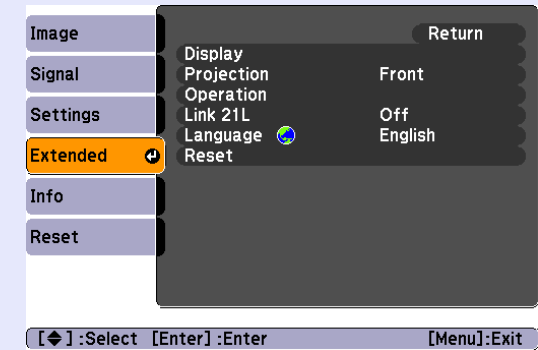 Image
Signal
Settings
Extended
Info
Reset
Return
Display
Projection Front
Operation
Link 21L Off
Language English
Reset
[◆] :Select [Enter] :Enter [Menu]:Exit